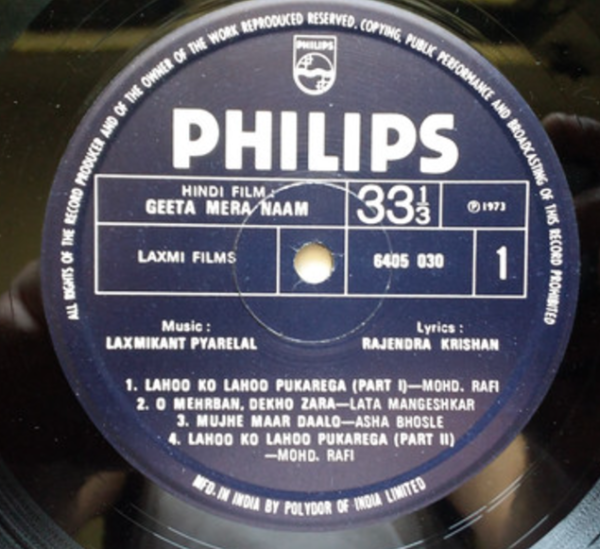 ALL RIGHTS OF THE RECORD PRODUCER AND OF THE OWNER OF THE WORK REPRODUCED RESERVED. COPYING, PUBLIC PERFORMANCE AND BROADCASTING OF THIS RECORD PROHIBITED
PHILIPS
PHILIPS
HINDI FILM:
GEETA MERA NAAM
33⅓
Ⓟ1973
LAXMI FILMS
6405 030
1
Music :
LAXMIKANT PYARELAL
Lyrics :
RAJENDRA KRISHAN
1. LAHOO KO LAHOO PUKAREGA (PART I)—MOHD. RAFI
2. O MEHRBAN, DEKHO ZARA—LATA MANGESHKAR
3. MUJHE MAAR DAALO—ASHA BHOSLE
4. LAHOO KO LAHOO PUKAREGA (PART II)
—MOHD. RAFI
MFD. IN INDIA BY POLYDOR OF INDIA LIMITED